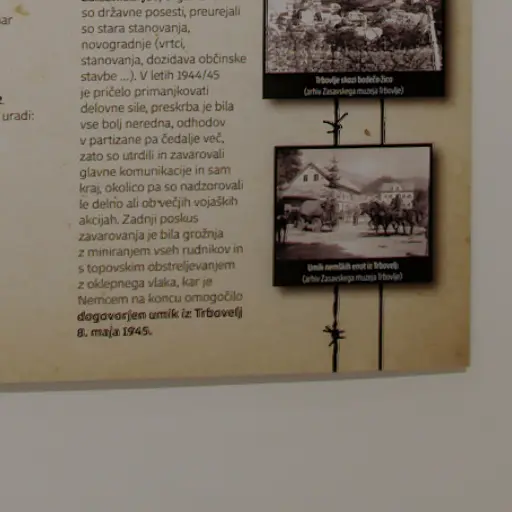 so državne posesti, preurejali
so stara stanovanja,
novogradnje (vrtci,
stanovanja, dozidava občinske
stavbe ...). V letih 1944/45
je pričelo primanjkovati
delovne sile, preskrba je bila
vse bolj neredna, odhodov
v partizane pa čedalje več,
zato so utrdili in zavarovali
glavne komunikacije in sam
kraj, okolico pa so nadzorovali
le delno ali ob večjih vojaških
akcijah. Zadnji poskus
zavarovanja je bila grožnja
z miniranjem vseh rudnikov in
s topovskim obstreljevanjem
z oklepnega vlaka, kar je
Nemcem na koncu omogočilo
dogovorjen umik iz Trbovelj
8. maja 1945.
uradi:
Trbovlje skozi bodečo žico
(arhiv Zasavskega muzeja Trbovlje)
Umik nemških enot iz Trbovelj
(arhiv Zasavskega muzeja Trbovlje)